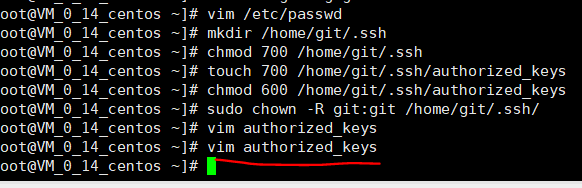 oot@VM_0_14_centos ~]# vim /etc/passwd
oot@VM_0_14_centos ~]# mkdir /home/git/.ssh
oot@VM_0_14_centos ~]# chmod 700 /home/git/.ssh
oot@VM_0_14_centos ~]# touch 700 /home/git/.ssh/authorized_keys
oot@VM_0_14_centos ~]# chmod 600 /home/git/.ssh/authorized_keys
oot@VM_0_14_centos ~]# sudo chown -R git:git /home/git/.ssh/
oot@VM_0_14_centos ~]# vim authorized_keys
oot@VM_0_14_centos ~]# vim authorized_keys
oot@VM_0_14_centos ~]#